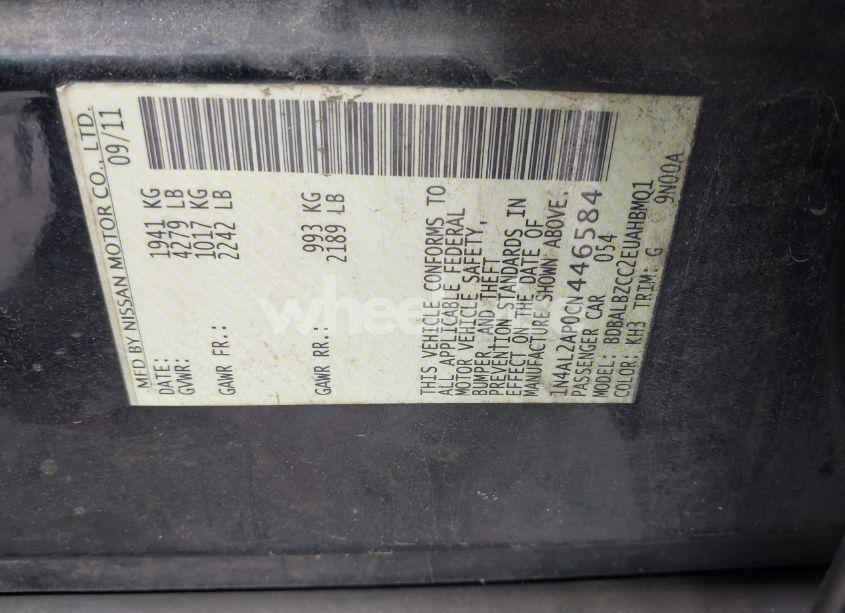 MFD BY NISSAN MOTOR CO., LTD.
DATE: 09/11
GVWR: 1941 KG
4279 LB
GAWR FR.: 1017 KG
2242 LB
GAWR RR.: 993 KG
2189 LB
THIS VEHICLE CONFORMS TO
ALL APPLICABLE FEDERAL
MOTOR VEHICLE SAFETY,
BUMPER, AND THEFT
PREVENTION STANDARDS IN
EFFECT ON THE DATE OF
MANUFACTURE SHOWN ABOVE.
1N4AL2AP0CN446584
PASSENGER CAR 054
MODEL: BDBALBZCC2EUAHBMQ1
COLOR: KH3 TRIM: G 9N00A